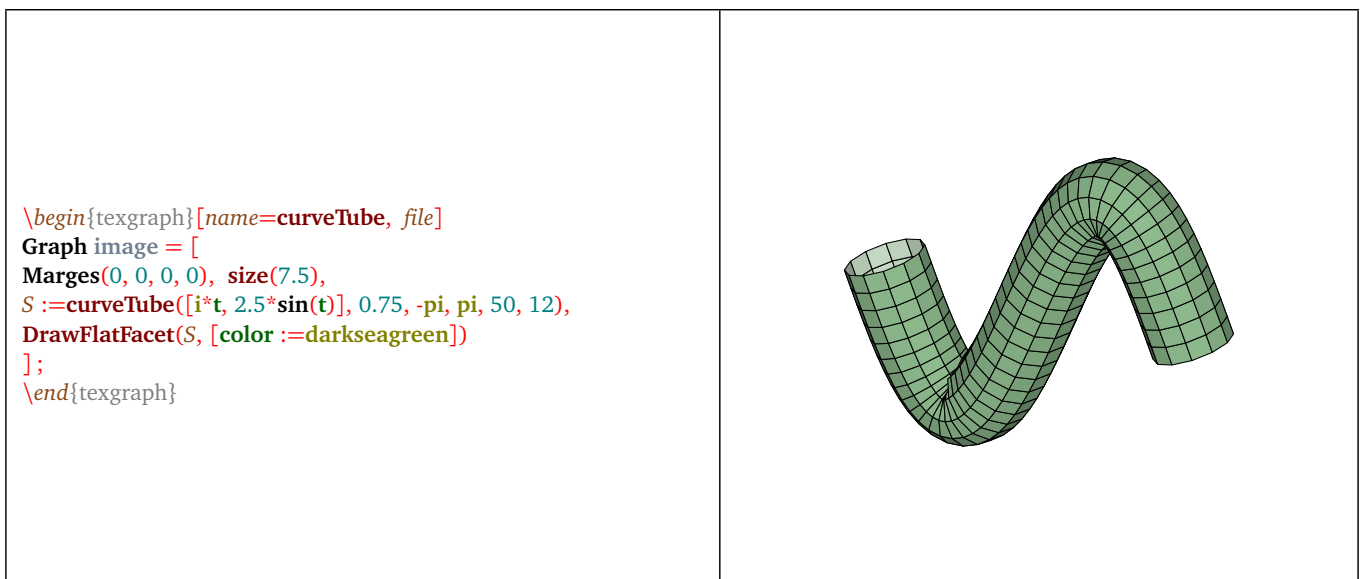 \begin{texgraph}[name=curveTube, file]
Graph image = [
Marges(0, 0, 0, 0), size(7.5),
S :=curveTube([i*t, 2.5*sin(t)], 0.75, -pi, pi, 50, 12),
DrawFlatFacet(S, [color :=darkseagreen])
] ;
\end{texgraph}